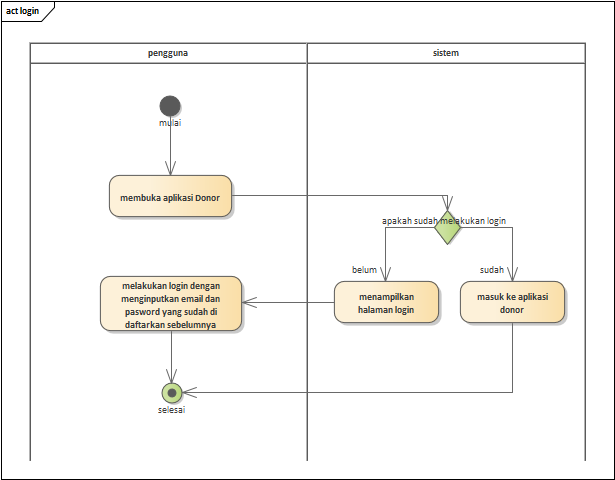 act login
pengguna
sistem
mulai
membuka aplikasi Donor
apakah sudah melakukan login
belum
sudah
melakukan login dengan
menginputkan email dan
pasword yang sudah di
daftarkan sebelumnya
menampilkan
halaman login
masuk ke aplikasi
donor
selesai